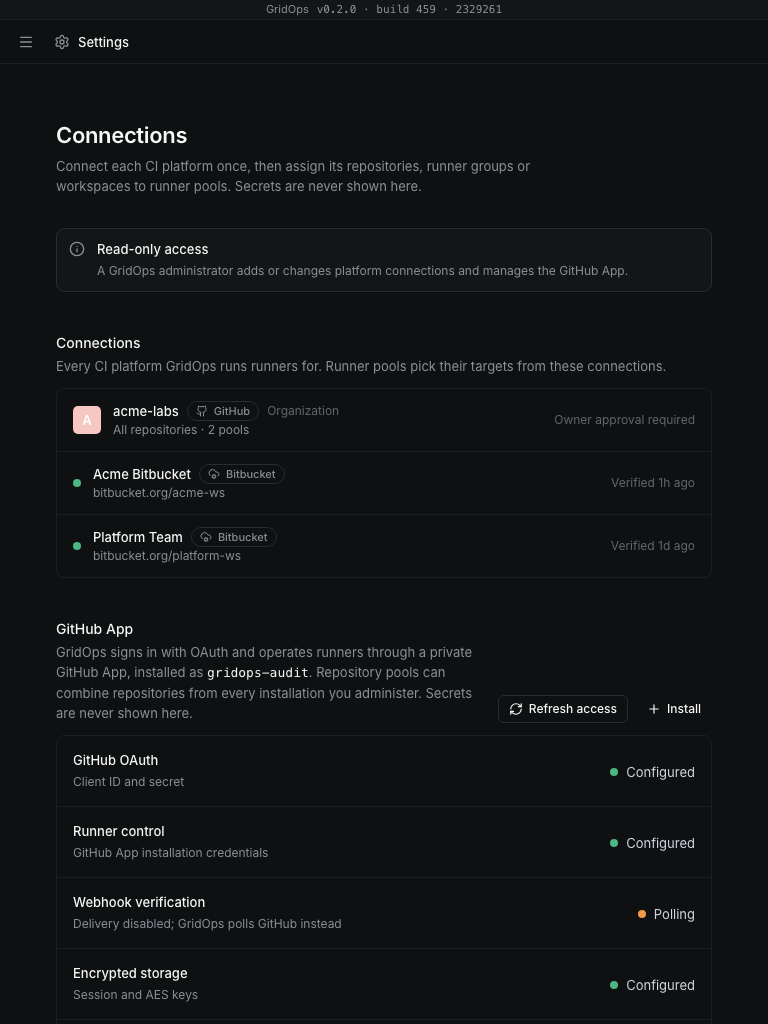 GridOps v0.2.0 · build 459 · 2329261
Settings
Connections
Connect each CI platform once, then assign its repositories, runner groups or
workspaces to runner pools. Secrets are never shown here.
Read-only access
A GridOps administrator adds or changes platform connections and manages the GitHub App.
Connections
Every CI platform GridOps runs runners for. Runner pools pick their targets from these connections.
A
acme-labs GitHub Organization
All repositories · 2 pools
Owner approval required
Acme Bitbucket Bitbucket
bitbucket.org/acme-ws
Verified 1h ago
Platform Team Bitbucket
bitbucket.org/platform-ws
Verified 1d ago
GitHub App
GridOps signs in with OAuth and operates runners through a private
GitHub App, installed as gridops-audit. Repository pools can
combine repositories from every installation you administer. Secrets
are never shown here.
Refresh access
Install
GitHub OAuth
Client ID and secret
Configured
Runner control
GitHub App installation credentials
Configured
Webhook verification
Delivery disabled; GridOps polls GitHub instead
Polling
Encrypted storage
Session and AES keys
Configured